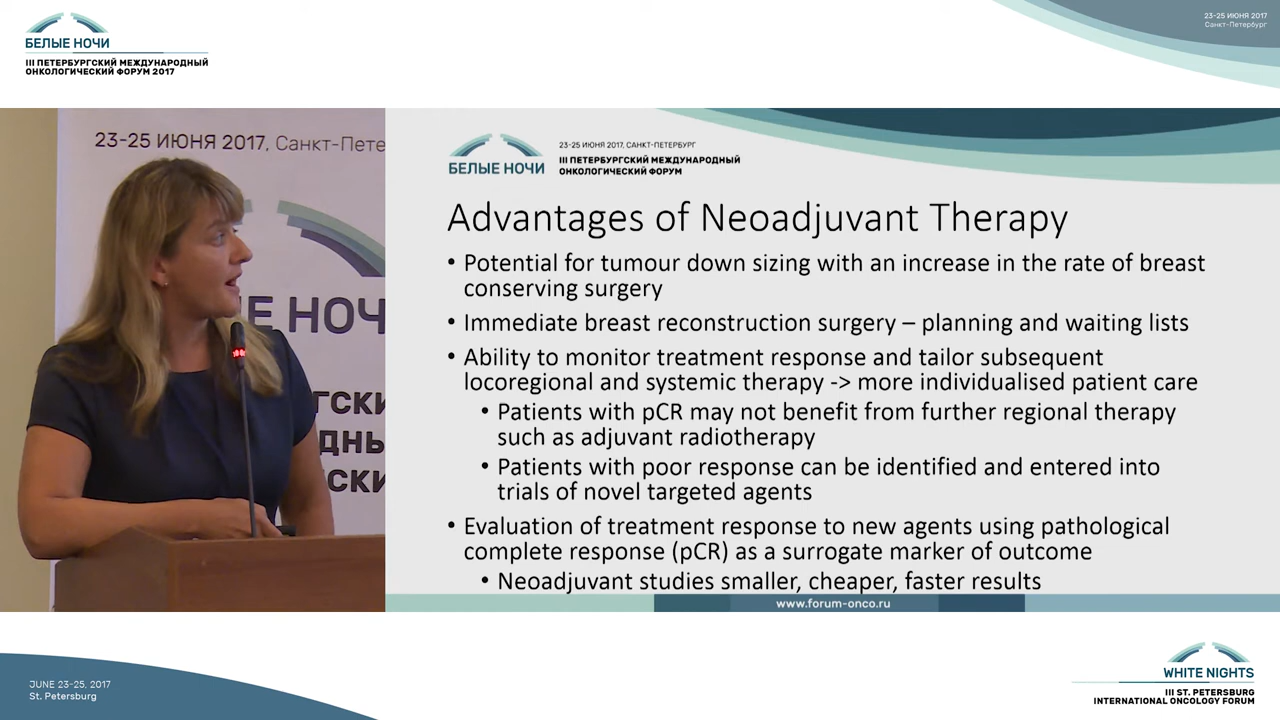 БЕЛЫЕ НОЧИ
III ПЕТЕРБУРГСКИЙ МЕЖДУНАРОДНЫЙ
ОНКОЛОГИЧЕСКИЙ ФОРУМ 2017
23-25 ИЮНЯ 2017
Санкт-Петербург
23-25 ИЮНЯ 2017, Санкт-Пете
Е НОЧ
ГСКИ
ДНЫ
СКИ
23-25 ИЮНЯ 2017, САНКТ-ПЕТЕРБУРГ
БЕЛЫЕ НОЧИ
III ПЕТЕРБУРГСКИЙ МЕЖДУНАРОДНЫЙ
ОНКОЛОГИЧЕСКИЙ ФОРУМ
Advantages of Neoadjuvant Therapy
• Potential for tumour down sizing with an increase in the rate of breast
conserving surgery
• Immediate breast reconstruction surgery – planning and waiting lists
• Ability to monitor treatment response and tailor subsequent
locoregional and systemic therapy -> more individualised patient care
• Patients with pCR may not benefit from further regional therapy
such as adjuvant radiotherapy
• Patients with poor response can be identified and entered into
trials of novel targeted agents
• Evaluation of treatment response to new agents using pathological
complete response (pCR) as a surrogate marker of outcome
• Neoadjuvant studies smaller, cheaper, faster results
www.forum-onco.ru
JUNE 23-25, 2017
St. Petersburg
WHITE NIGHTS
III ST. PETERSBURG
INTERNATIONAL ONCOLOGY FORUM